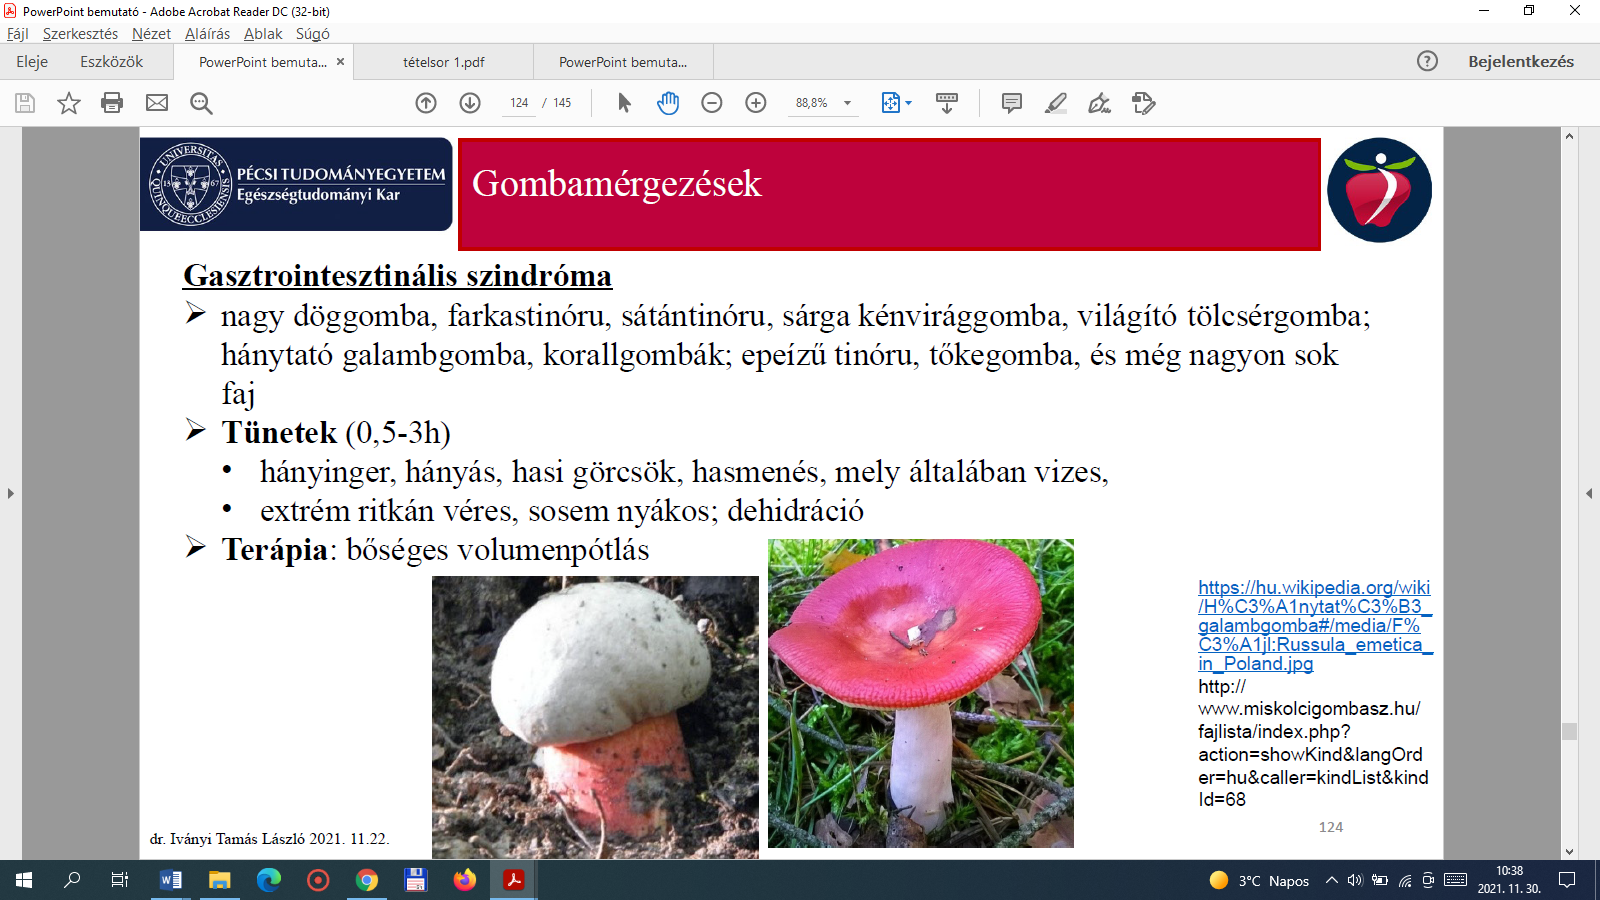 PowerPoint bemutató - Adobe Acrobat Reader DC (32-bit)
Fájl Szerkesztés Nézet Aláírás Ablak Súgó
Eleje Eszközök PowerPoint bemuta... × tételsor 1.pdf PowerPoint bemuta... ? Bejelentkezés
124 / 145 88,8%
UNIVERSITAS QUINQUEECCLESIENSIS 13 67
PÉCSI TUDOMÁNYEGYETEM
Egészségtudományi Kar
Gombamérgezések
Gasztrointesztinális szindróma
➢ nagy döggomba, farkastinóru, sátántinóru, sárga kénvirággomba, világító tölcsérgomba;
hánytató galambgomba, korallgombák; epeízű tinóru, tőkegomba, és még nagyon sok
faj
➢ Tünetek (0,5-3h)
• hányinger, hányás, hasi görcsök, hasmenés, mely általában vizes,
• extrém ritkán véres, sosem nyákos; dehidráció
➢ Terápia: bőséges volumenpótlás
https://hu.wikipedia.org/wiki
/H%C3%A1nytat%C3%B3_
galambgomba#/media/F%
C3%A1jl:Russula_emetica_
in_Poland.jpg
http://
www.miskolcigombasz.hu/
fajlista/index.php?
action=showKind&langOrd
er=hu&caller=kindList&kind
Id=68
124
dr. Iványi Tamás László 2021. 11.22.
3°C Napos
10:38
2021. 11. 30.